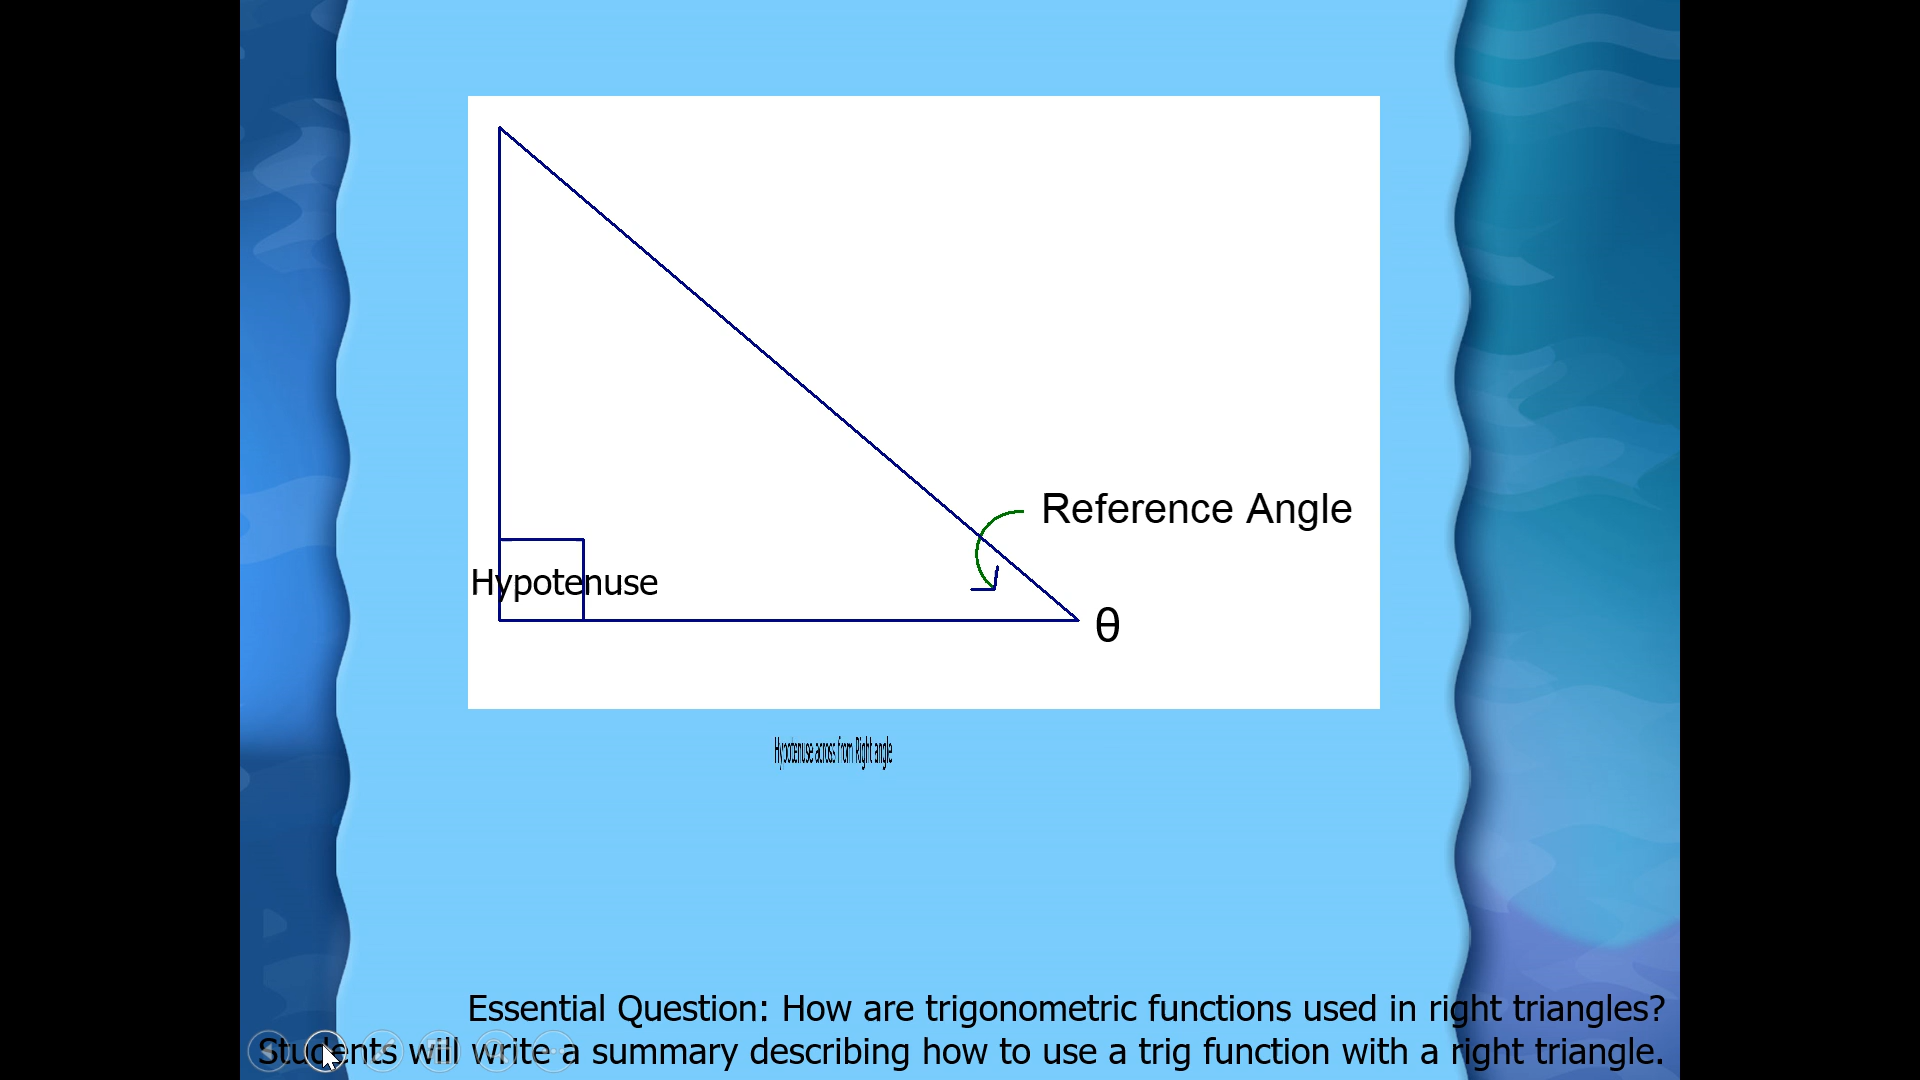 Reference Angle
Hypotenuse
θ
Hypotenuse across from Right angle
Essential Question: How are trigonometric functions used in right triangles?
Students will write a summary describing how to use a trig function with a right triangle.